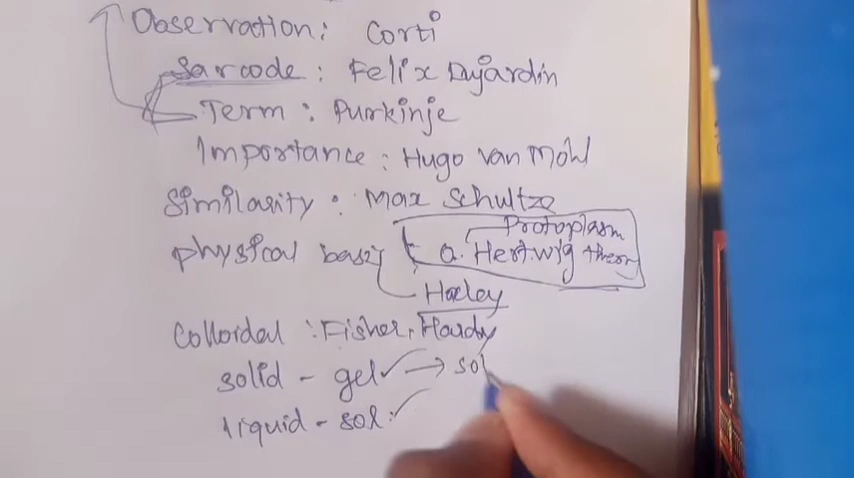 Observation: Corti
Sarcode: Felix Dujardin
Term: Purkinje
Importance: Hugo van Mohl
Similarity: Max Schultze
Protoplasm
physical basis O. Hertwig theory
Haxley
Colloidal: Fisher, Hardy
solid - gel → sol
liquid - sol